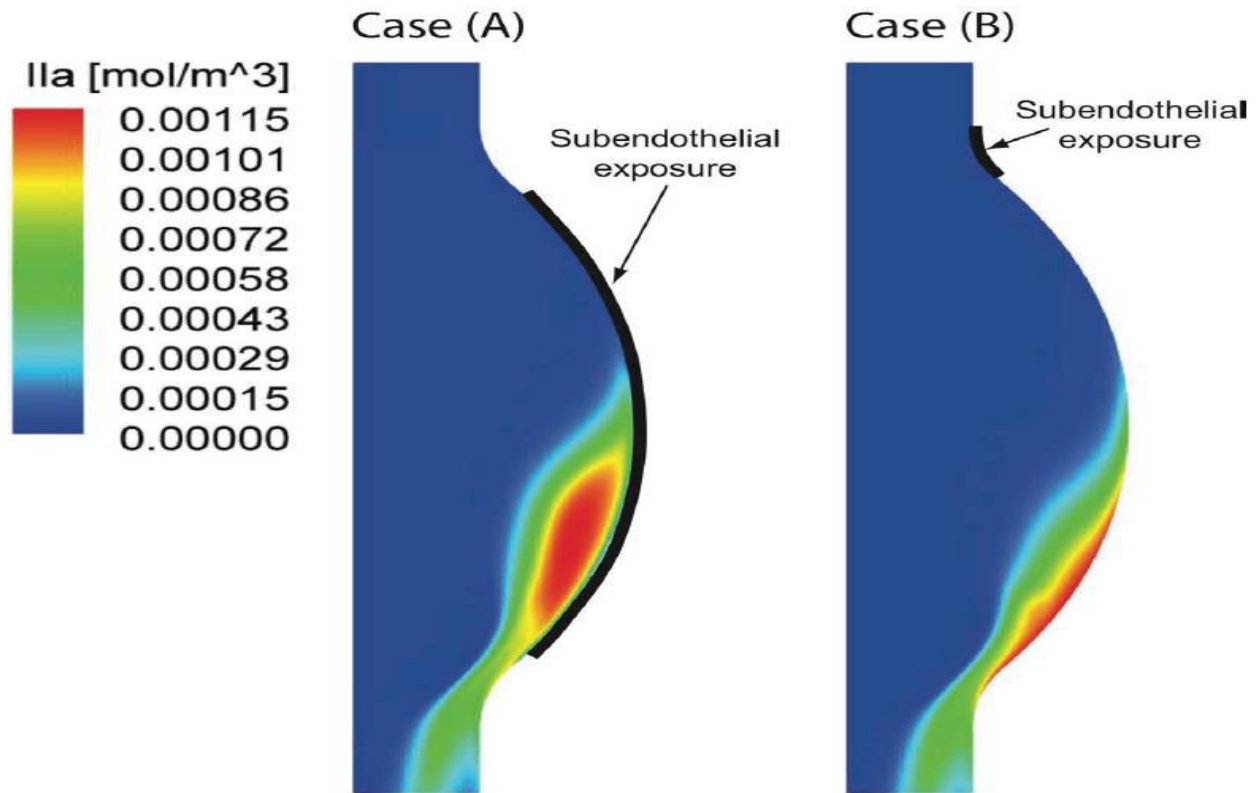 Case (A)
Case (B)
IIa [mol/m^3]
0.00115
0.00101
0.00086
0.00072
0.00058
0.00043
0.00029
0.00015
0.00000
Subendothelial
exposure
Subendothelial
exposure